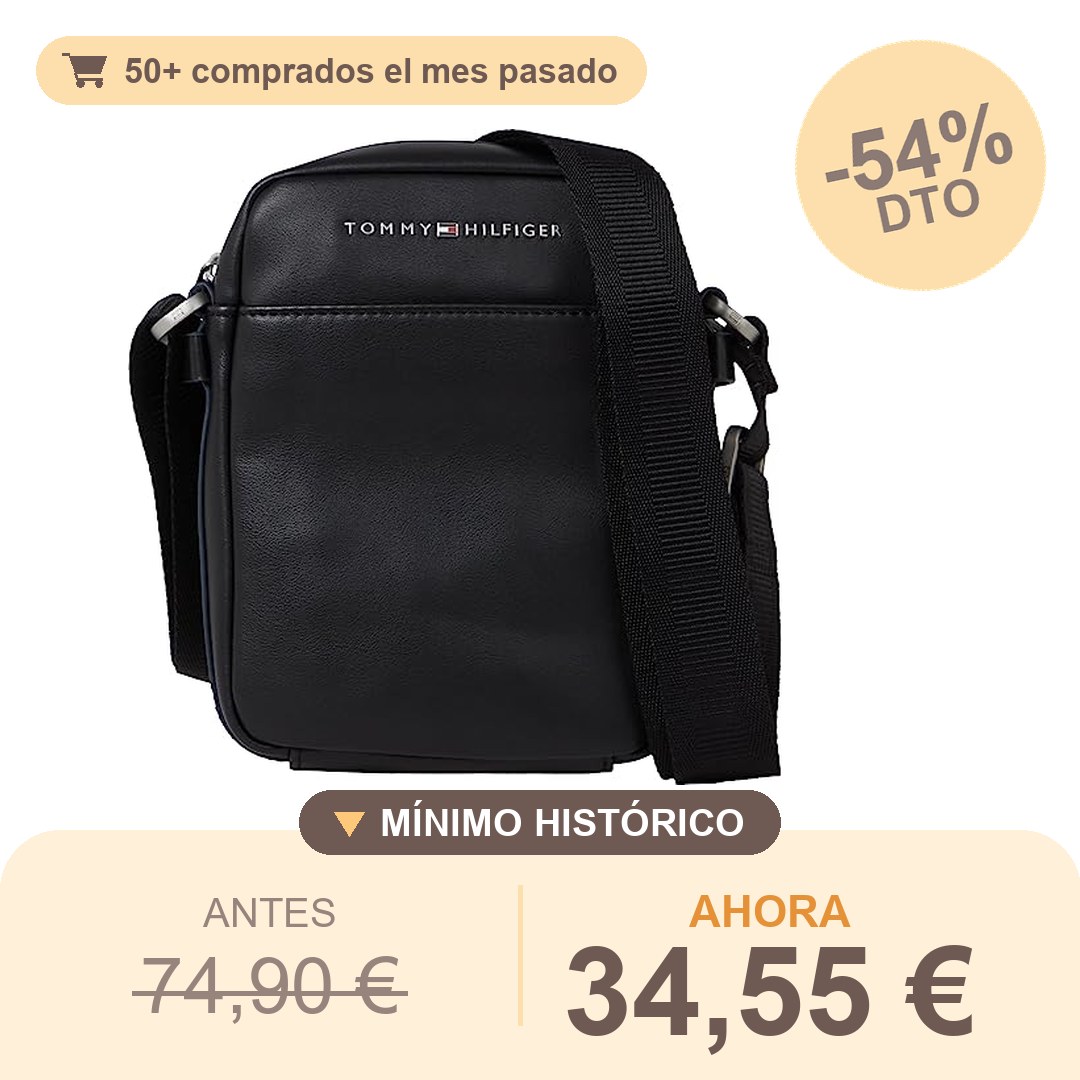 50+ comprados el mes pasado
-54%
DTO
TOMMY HILFIGER
MÍNIMO HISTÓRICO
ANTES
74,90 €
AHORA
34,55 €